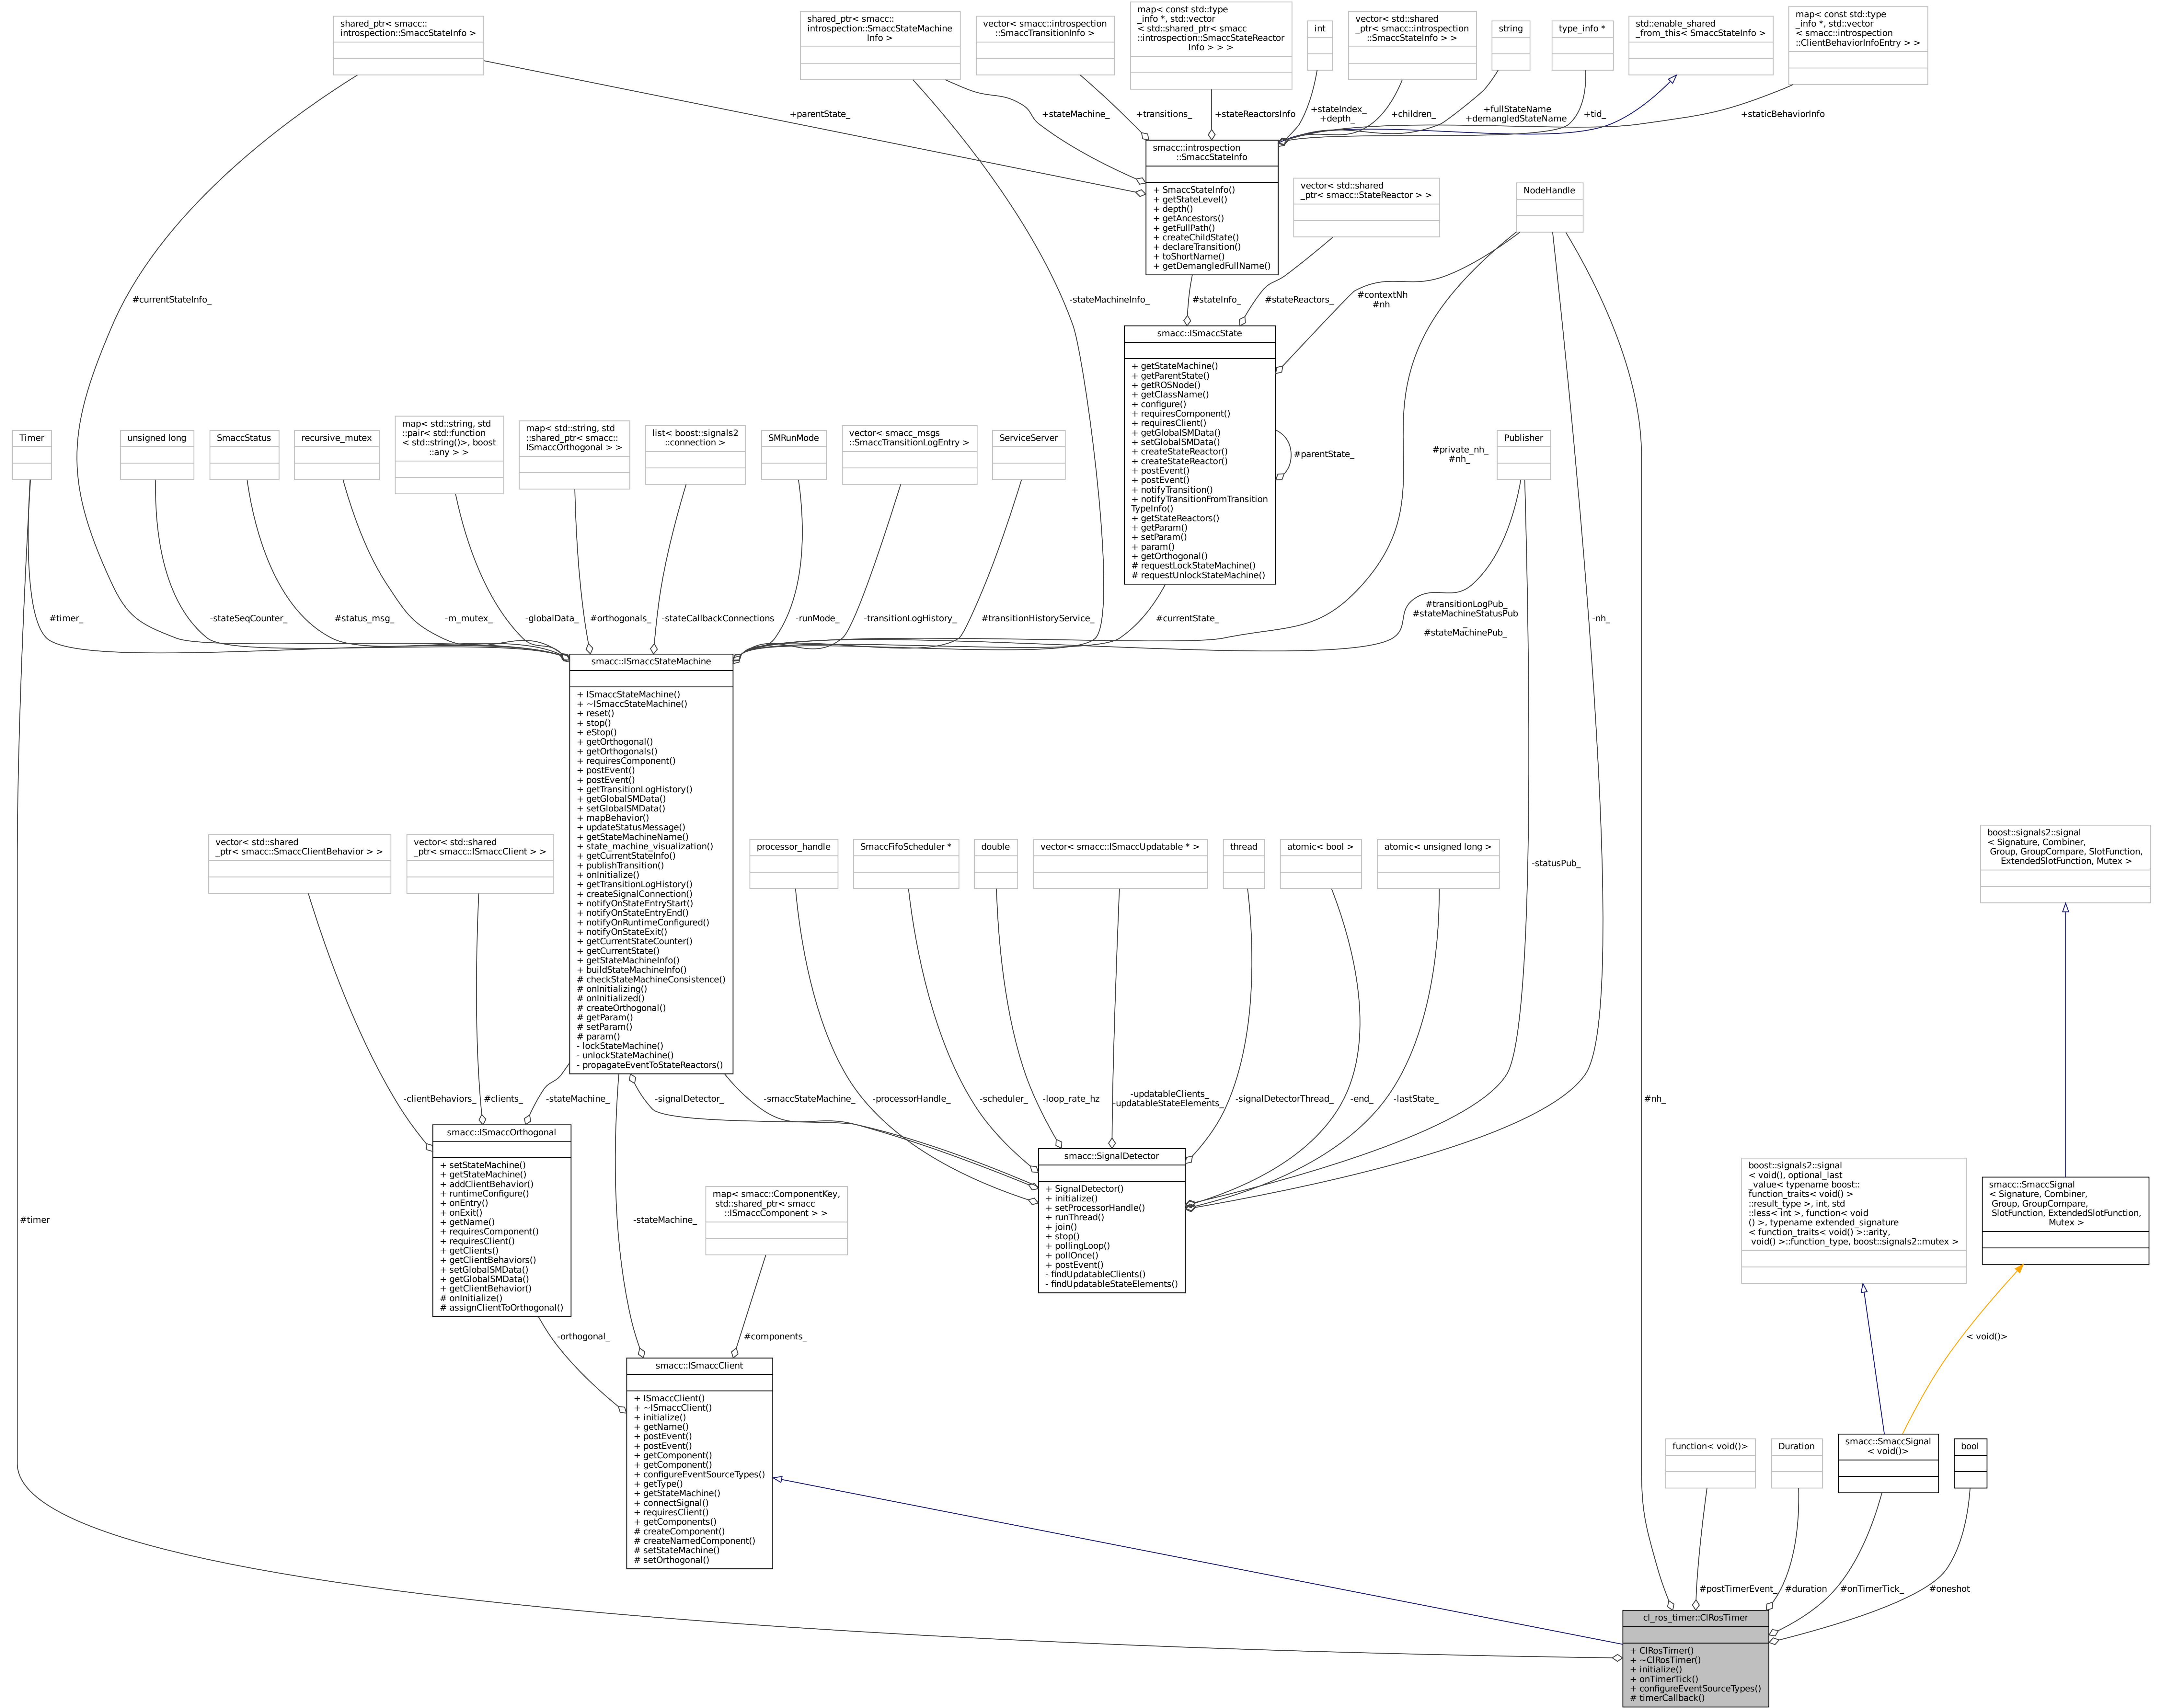 shared_ptr< smacc::
introspection::SmaccStateInfo >
shared_ptr< smacc::
introspection::SmaccStateMachine
Info >
vector< smacc::introspection
::SmaccTransitionInfo >
map< const std::type
_info *, std::vector
< std::shared_ptr< smacc
::introspection::SmaccStateReactor
Info > > >
int
vector< std::shared
_ptr< smacc::introspection
::SmaccStateInfo > >
string
type_info *
std::enable_shared
_from_this< SmaccStateInfo >
map< const std::type
_info *, std::vector
< smacc::introspection
::ClientBehaviorInfoEntry > >
+parentState_
+stateMachine_
+transitions_
+stateReactorsInfo
+stateIndex_
+depth_
+children_
+fullStateName
+demangledStateName
+tid_
+staticBehaviorInfo
smacc::introspection
::SmaccStateInfo
+ SmaccStateInfo()
+ getStateLevel()
+ depth()
+ getAncestors()
+ getFullPath()
+ createChildState()
+ declareTransition()
+ toShortName()
+ getDemangledFullName()
vector< std::shared
_ptr< smacc::StateReactor > >
NodeHandle
#currentStateInfo_
-stateMachineInfo_
#stateInfo_
#stateReactors_
#contextNh
#nh
smacc::ISmaccState
+ getStateMachine()
+ getParentState()
+ getROSNode()
+ getClassName()
+ configure()
+ requiresComponent()
+ requiresClient()
+ getGlobalSMData()
+ setGlobalSMData()
+ createStateReactor()
+ createStateReactor()
+ postEvent()
+ postEvent()
+ notifyTransition()
+ notifyTransitionFromTransition
TypeInfo()
+ getStateReactors()
+ getParam()
+ setParam()
+ param()
+ getOrthogonal()
# requestLockStateMachine()
# requestUnlockStateMachine()
#parentState_
#private_nh_
#nh_
Timer
unsigned long
SmaccStatus
recursive_mutex
map< std::string, std
::pair< std::function
< std::string()>, boost
::any > >
map< std::string, std
::shared_ptr< smacc::
ISmaccOrthogonal > >
list< boost::signals2
::connection >
SMRunMode
vector< smacc_msgs
::SmaccTransitionLogEntry >
ServiceServer
Publisher
#timer_
-stateSeqCounter_
#status_msg_
-m_mutex_
-globalData_
#orthogonals_
-stateCallbackConnections
-runMode_
-transitionLogHistory_
#transitionHistoryService_
#currentState_
#transitionLogPub_
#stateMachineStatusPub
_
#stateMachinePub_
-nh_
smacc::ISmaccStateMachine
+ ISmaccStateMachine()
+ ~ISmaccStateMachine()
+ reset()
+ stop()
+ eStop()
+ getOrthogonal()
+ getOrthogonals()
+ requiresComponent()
+ postEvent()
+ postEvent()
+ getTransitionLogHistory()
+ getGlobalSMData()
+ setGlobalSMData()
+ mapBehavior()
+ updateStatusMessage()
+ getStateMachineName()
+ state_machine_visualization()
+ getCurrentStateInfo()
+ publishTransition()
+ onInitialize()
+ getTransitionLogHistory()
+ createSignalConnection()
+ notifyOnStateEntryStart()
+ notifyOnStateEntryEnd()
+ notifyOnRuntimeConfigured()
+ notifyOnStateExit()
+ getCurrentStateCounter()
+ getCurrentState()
+ getStateMachineInfo()
+ buildStateMachineInfo()
# checkStateMachineConsistence()
# onInitializing()
# onInitialized()
# createOrthogonal()
# getParam()
# setParam()
# param()
- lockStateMachine()
- unlockStateMachine()
- propagateEventToStateReactors()
vector< std::shared
_ptr< smacc::SmaccClientBehavior > >
vector< std::shared
_ptr< smacc::ISmaccClient > >
processor_handle
SmaccFifoScheduler *
double
vector< smacc::ISmaccUpdatable * >
thread
atomic< bool >
atomic< unsigned long >
-statusPub_
boost::signals2::signal
< Signature, Combiner,
Group, GroupCompare, SlotFunction,
ExtendedSlotFunction, Mutex >
-clientBehaviors_
#clients_
-stateMachine_
-signalDetector_
-smaccStateMachine_
-processorHandle_
-scheduler_
-loop_rate_hz
-updatableClients_
-updatableStateElements_
-signalDetectorThread_
-end_
-lastState_
#nh_
smacc::ISmaccOrthogonal
+ setStateMachine()
+ getStateMachine()
+ addClientBehavior()
+ runtimeConfigure()
+ onEntry()
+ onExit()
+ getName()
+ requiresComponent()
+ requiresClient()
+ getClients()
+ getClientBehaviors()
+ setGlobalSMData()
+ getGlobalSMData()
+ getClientBehavior()
# onInitialize()
# assignClientToOrthogonal()
smacc::SignalDetector
+ SignalDetector()
+ initialize()
+ setProcessorHandle()
+ runThread()
+ join()
+ stop()
+ pollingLoop()
+ pollOnce()
+ postEvent()
- findUpdatableClients()
- findUpdatableStateElements()
map< smacc::ComponentKey,
std::shared_ptr< smacc
::ISmaccComponent > >
boost::signals2::signal
< void(), optional_last
_value< typename boost::
function_traits< void() >
::result_type >, int, std
::less< int >, function< void
() >, typename extended_signature
< function_traits< void() >::arity,
void() >::function_type, boost::signals2::mutex >
smacc::SmaccSignal
< Signature, Combiner,
Group, GroupCompare,
SlotFunction, ExtendedSlotFunction,
Mutex >
#timer
-stateMachine_
-orthogonal_
#components_
< void()>
smacc::ISmaccClient
+ ISmaccClient()
+ ~ISmaccClient()
+ initialize()
+ getName()
+ postEvent()
+ postEvent()
+ getComponent()
+ getComponent()
+ configureEventSourceTypes()
+ getType()
+ getStateMachine()
+ connectSignal()
+ requiresClient()
+ getComponents()
# createComponent()
# createNamedComponent()
# setStateMachine()
# setOrthogonal()
function< void()>
Duration
smacc::SmaccSignal
< void()>
bool
#postTimerEvent_
#duration
#onTimerTick_
#oneshot
cl_ros_timer::ClRosTimer
+ ClRosTimer()
+ ~ClRosTimer()
+ initialize()
+ onTimerTick()
+ configureEventSourceTypes()
# timerCallback()